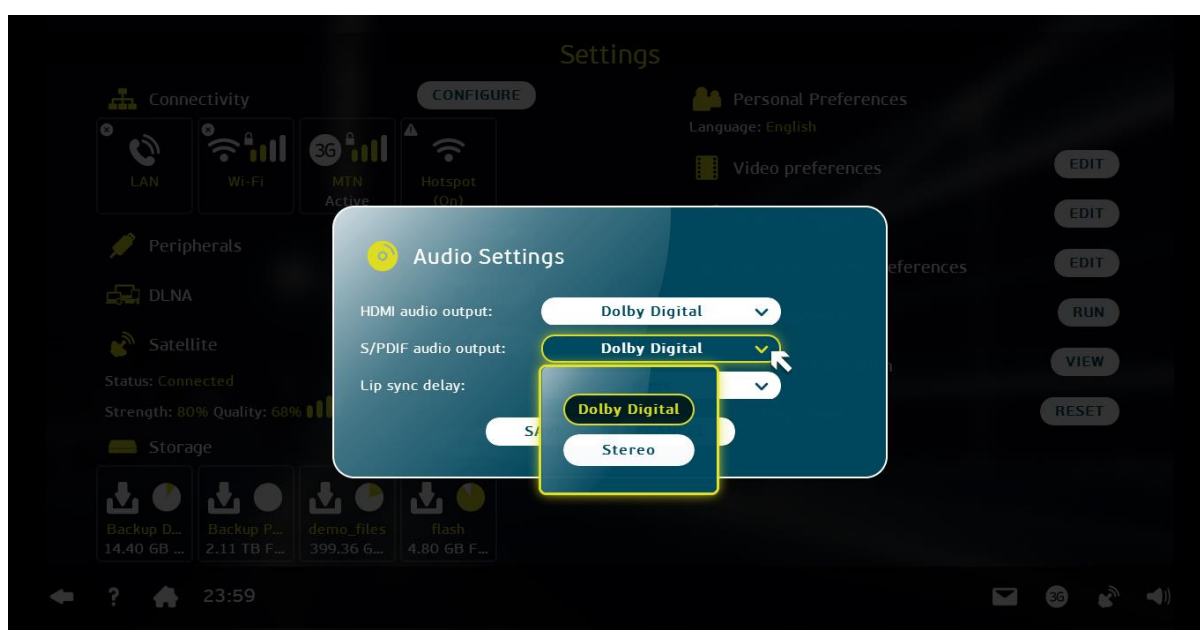 Settings
Connectivity
CONFIGURE
LAN
Wi-Fi
3G
MTN
Active
Hotspot
(On)
Peripherals
DLNA
Satellite
Status: Connected
Strength: 80% Quality: 68%
Storage
Backup D...
14.40 GB ...
Backup P...
2.11 TB F...
demo_files
399.36 G...
flash
4.80 GB F...
Personal Preferences
Language: English
Video preferences
EDIT
EDIT
eferences
EDIT
RUN
VIEW
RESET
Audio Settings
HDMI audio output:
Dolby Digital
S/PDIF audio output:
Dolby Digital
Lip sync delay:
Dolby Digital
Stereo
23:59
3G